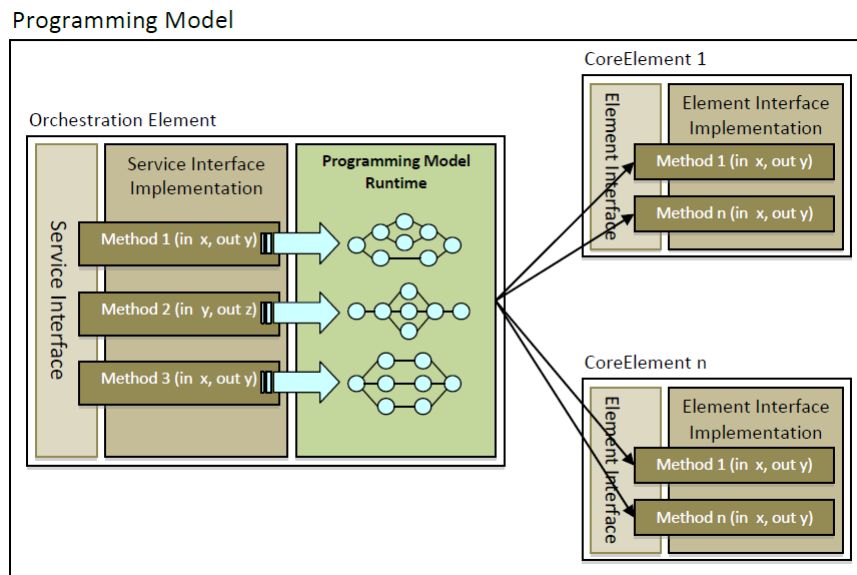 Programming Model
Orchestration Element
Service Interface
Service Interface
Implementation
Method 1 (in x, out y)
Method 2 (in y, out z)
Method 3 (in x, out y)
Programming Model
Runtime
CoreElement 1
Element Interface
Element Interface
Implementation
Method 1 (in x, out y)
Method n (in x, out y)
CoreElement n
Element Interface
Element Interface
Implementation
Method 1 (in x, out y)
Method n (in x, out y)